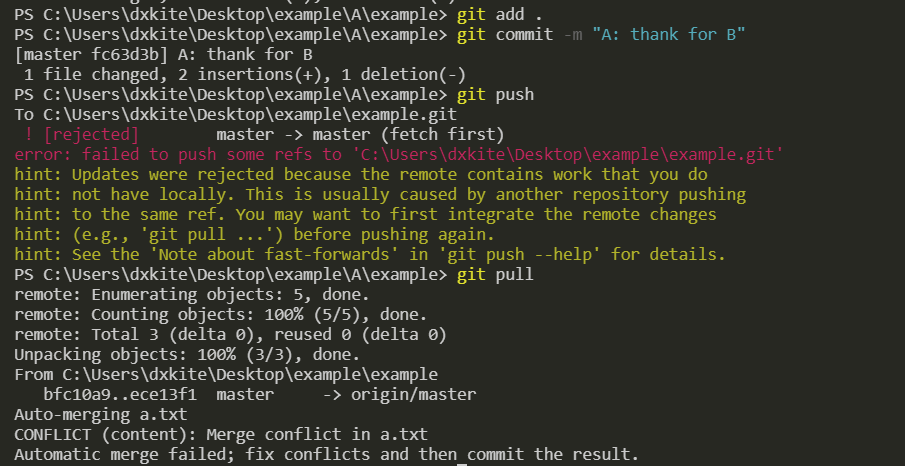 PS C:\Users\dxkite\Desktop\example\A\example> git add .
PS C:\Users\dxkite\Desktop\example\A\example> git commit -m "A: thank for B"
[master fc63d3b] A: thank for B
 1 file changed, 2 insertions(+), 1 deletion(-)
PS C:\Users\dxkite\Desktop\example\A\example> git push
To C:\Users\dxkite\Desktop\example\example.git
 ! [rejected]        master -> master (fetch first)
error: failed to push some refs to 'C:\Users\dxkite\Desktop\example\example.git'
hint: Updates were rejected because the remote contains work that you do
hint: not have locally. This is usually caused by another repository pushing
hint: to the same ref. You may want to first integrate the remote changes
hint: (e.g., 'git pull ...') before pushing again.
hint: See the 'Note about fast-forwards' in 'git push --help' for details.
PS C:\Users\dxkite\Desktop\example\A\example> git pull
remote: Enumerating objects: 5, done.
remote: Counting objects: 100% (5/5), done.
remote: Total 3 (delta 0), reused 0 (delta 0)
Unpacking objects: 100% (3/3), done.
From C:\Users\dxkite\Desktop\example\example
   bfc10a9..ece13f1  master     -> origin/master
Auto-merging a.txt
CONFLICT (content): Merge conflict in a.txt
Automatic merge failed; fix conflicts and then commit the result.